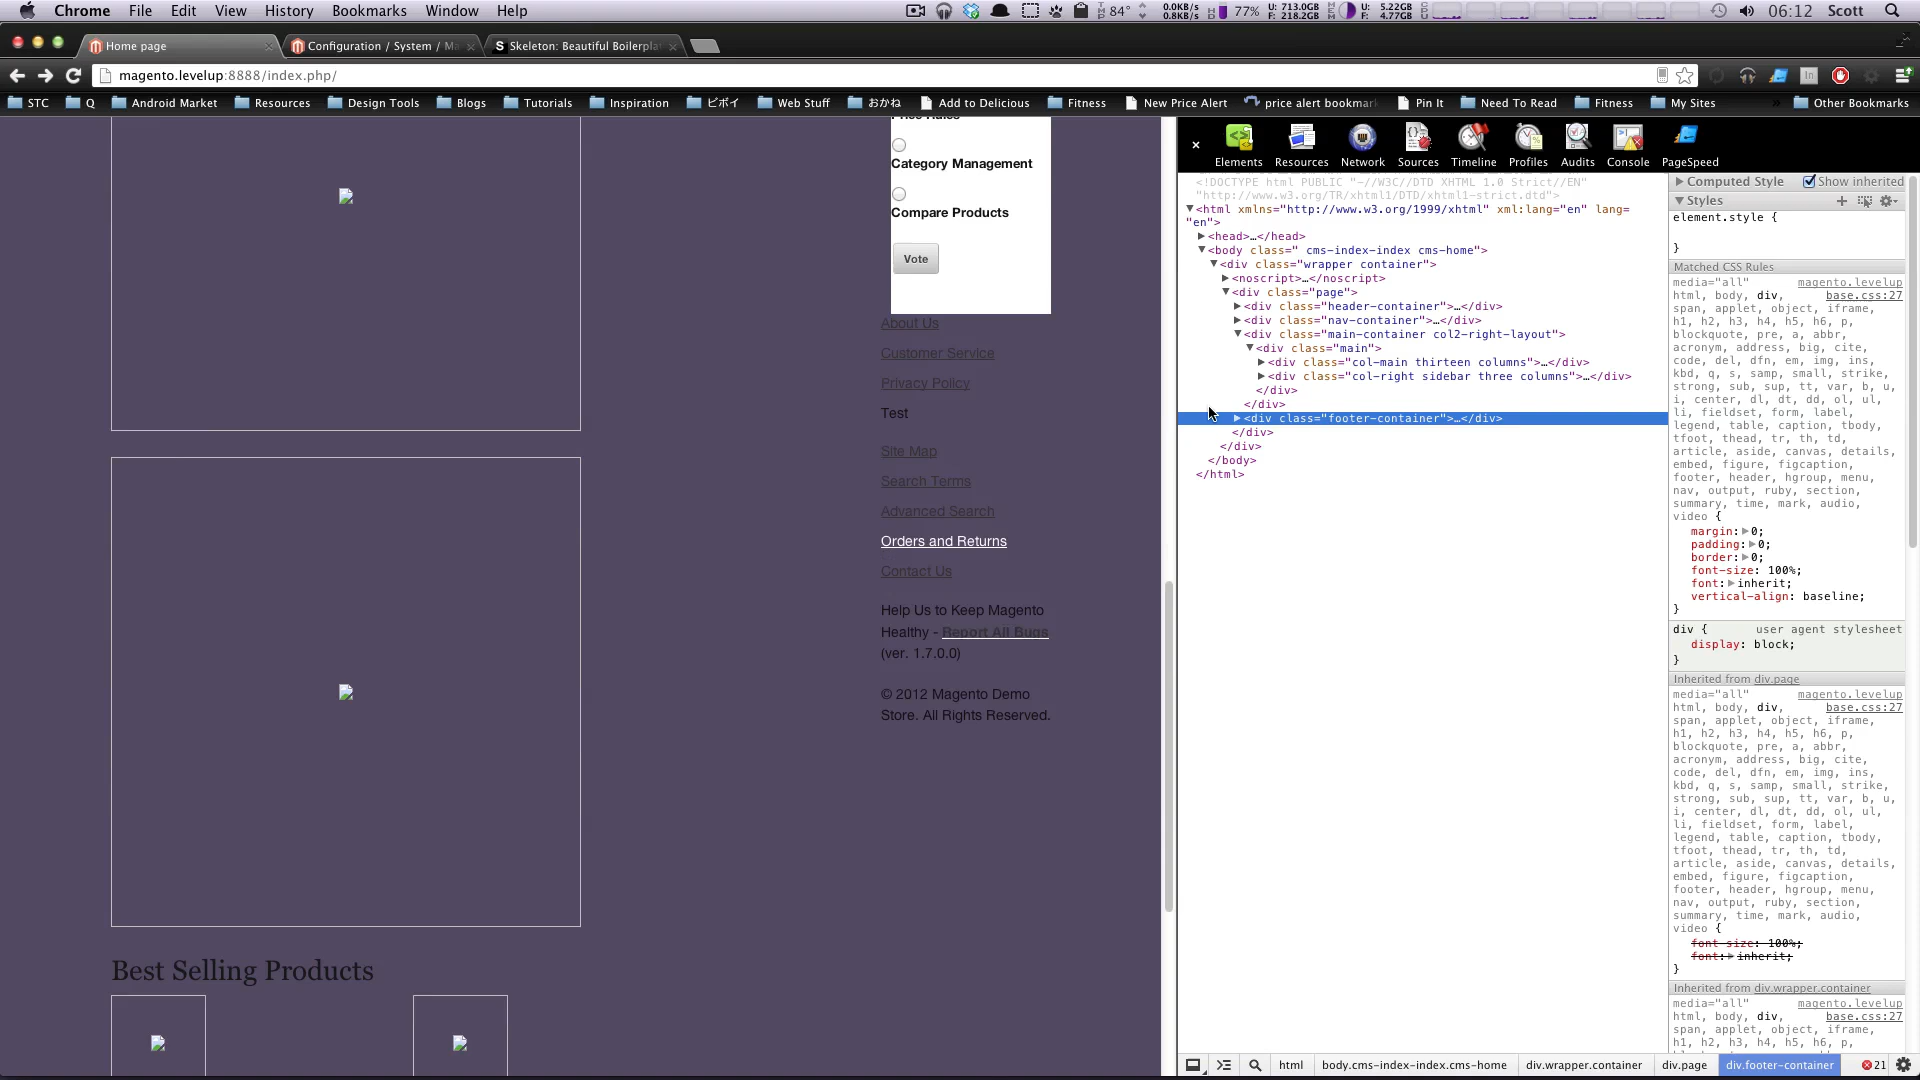 Chrome File Edit View History Bookmarks Window Help 84° 0.0KB/s 0.8KB/s 77% U: 713.0GB F: 218.2GB U: 5.22GB F: 4.77GB 06:12 Scott
Home page Configuration / System / Ma Skeleton: Beautiful Boilerpla
magento.levelup:8888/index.php/
STC Q Android Market Resources Design Tools Blogs Tutorials Inspiration ビボイ Web Stuff おかね Add to Delicious Fitness New Price Alert price alert bookmar Pin It Need To Read Fitness My Sites » Other Bookmarks
Category Management
Compare Products
Vote
About Us
Customer Service
Privacy Policy
Test
Site Map
Search Terms
Advanced Search
Orders and Returns
Contact Us
Help Us to Keep Magento
Healthy - Report All Bugs
(ver. 1.7.0.0)
© 2012 Magento Demo
Store. All Rights Reserved.
Best Selling Products
× Elements Resources Network Sources Timeline Profiles Audits Console PageSpeed
<!DOCTYPE html PUBLIC "-//W3C//DTD XHTML 1.0 Strict//EN"
"http://www.w3.org/TR/xhtml1/DTD/xhtml1-strict.dtd">
▼<html xmlns="http://www.w3.org/1999/xhtml" xml:lang="en" lang=
"en">
▶<head>…</head>
▼<body class=" cms-index-index cms-home">
▼<div class="wrapper container">
▶<noscript>…</noscript>
▼<div class="page">
▶<div class="header-container">…</div>
▶<div class="nav-container">…</div>
▼<div class="main-container col2-right-layout">
▼<div class="main">
▶<div class="col-main thirteen columns">…</div>
▶<div class="col-right sidebar three columns">…</div>
</div>
</div>
▶<div class="footer-container">…</div>
</div>
</div>
</body>
</html>
▶ Computed Style Show inherited
▼ Styles
element.style {
}
Matched CSS Rules
media="all" magento.levelup
html, body, div, base.css:27
span, applet, object, iframe,
h1, h2, h3, h4, h5, h6, p,
blockquote, pre, a, abbr,
acronym, address, big, cite,
code, del, dfn, em, img, ins,
kbd, q, s, samp, small, strike,
strong, sub, sup, tt, var, b, u,
i, center, dl, dt, dd, ol, ul,
li, fieldset, form, label,
legend, table, caption, tbody,
tfoot, thead, tr, th, td,
article, aside, canvas, details,
embed, figure, figcaption,
footer, header, hgroup, menu,
nav, output, ruby, section,
summary, time, mark, audio,
video {
margin:▶0;
padding:▶0;
border:▶0;
font-size: 100%;
font:▶inherit;
vertical-align: baseline;
}
div { user agent stylesheet
display: block;
}
Inherited from div.page
media="all" magento.levelup
html, body, div, base.css:27
span, applet, object, iframe,
h1, h2, h3, h4, h5, h6, p,
blockquote, pre, a, abbr,
acronym, address, big, cite,
code, del, dfn, em, img, ins,
kbd, q, s, samp, small, strike,
strong, sub, sup, tt, var, b, u,
i, center, dl, dt, dd, ol, ul,
li, fieldset, form, label,
legend, table, caption, tbody,
tfoot, thead, tr, th, td,
article, aside, canvas, details,
embed, figure, figcaption,
footer, header, hgroup, menu,
nav, output, ruby, section,
summary, time, mark, audio,
video {
font-size: 100%;
font:▶inherit;
}
Inherited from div.wrapper.container
media="all" magento.levelup
html, body, div, base.css:27
span, applet, object, iframe,
h1, h2, h3, h4, h5, h6, p,
html body.cms-index-index.cms-home div.wrapper.container div.page div.footer-container 21